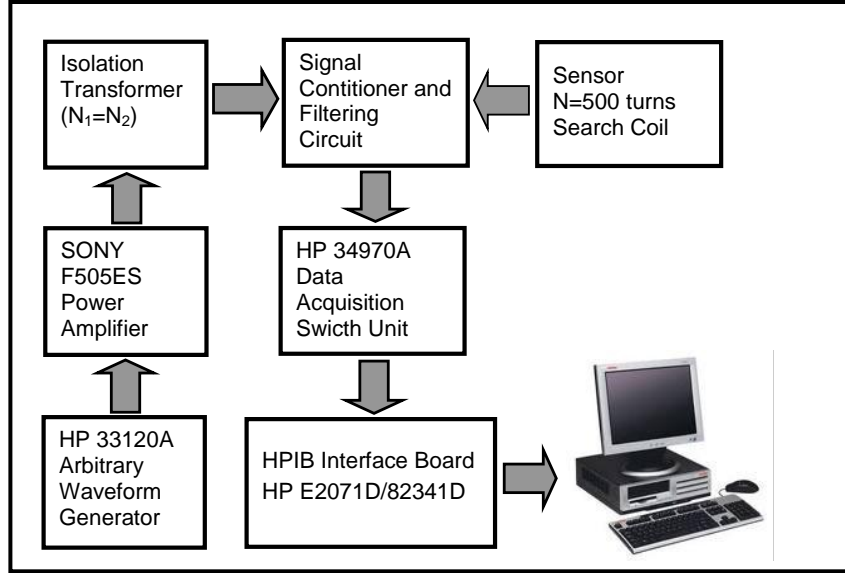 Isolation
Transformer
(N₁=N₂)
Signal
Contitioner and
Filtering
Circuit
Sensor
N=500 turns
Search Coil
SONY
F505ES
Power
Amplifier
HP 34970A
Data
Acquisition
Swicth Unit
HP 33120A
Arbitrary
Waveform
Generator
HPIB Interface Board
HP E2071D/82341D